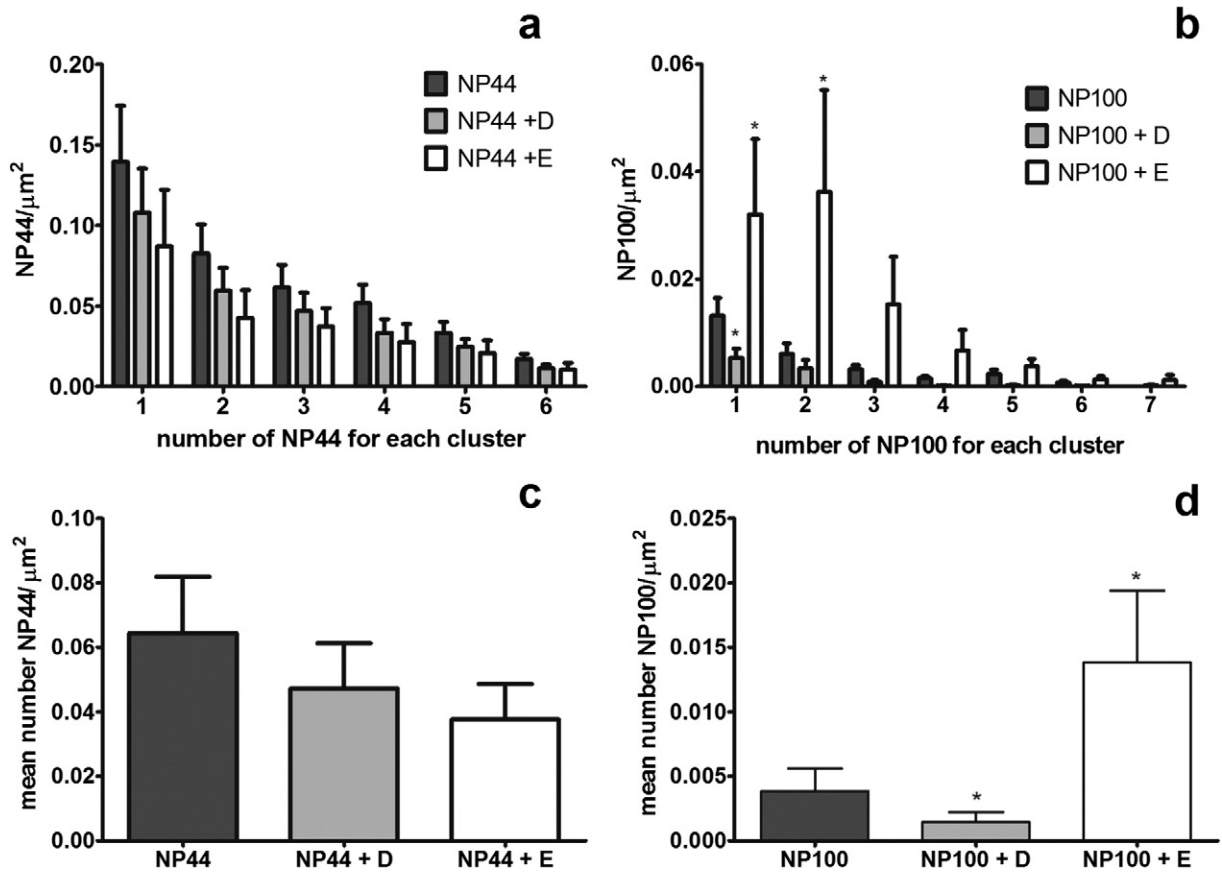 a
0.20
0.15
0.10
0.05
0.00
NP44/μm²
NP44
NP44 +D
NP44 +E
1 2 3 4 5 6
number of NP44 for each cluster
b
0.06
0.04
0.02
0.00
NP100/μm²
* * *
NP100
NP100 + D
NP100 + E
1 2 3 4 5 6 7
number of NP100 for each cluster
c
0.10
0.08
0.06
0.04
0.02
0.00
mean number NP44/μm²
NP44 NP44 + D NP44 + E
d
0.025
0.020
0.015
0.010
0.005
0.000
mean number NP100/μm²
* *
NP100 NP100 + D NP100 + E